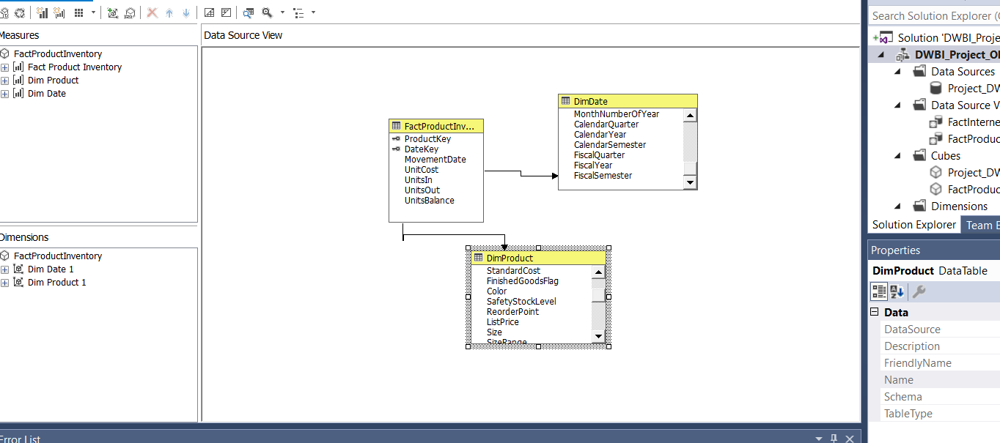 Measures
FactProductInventory
Fact Product Inventory
Dim Product
Dim Date
Dimensions
FactProductInventory
Dim Date 1
Dim Product 1
Data Source View
FactProductInv...
ProductKey
DateKey
MovementDate
UnitCost
UnitsIn
UnitsOut
UnitsBalance
DimDate
MonthNumberOfYear
CalendarQuarter
CalendarYear
CalendarSemester
FiscalQuarter
FiscalYear
FiscalSemester
DimProduct
StandardCost
FinishedGoodsFlag
Color
SafetyStockLevel
ReorderPoint
ListPrice
Size
SizeRange
Search Solution Explorer (
Solution 'DWBI_Proje
DWBI_Project_Ol
Data Sources
Project_DW
Data Source V
FactInterne
FactProduc
Cubes
Project_DW
FactProduc
Dimensions
Solution Explorer
Team E
Properties
DimProduct DataTable
Data
DataSource
Description
FriendlyName
Name
Schema
TableType
Error List